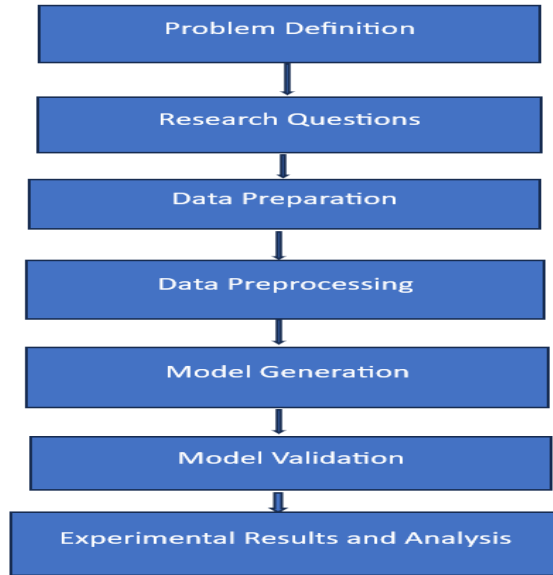 Problem Definition
Research Questions
Data Preparation
Data Preprocessing
Model Generation
Model Validation
Experimental Results and Analysis